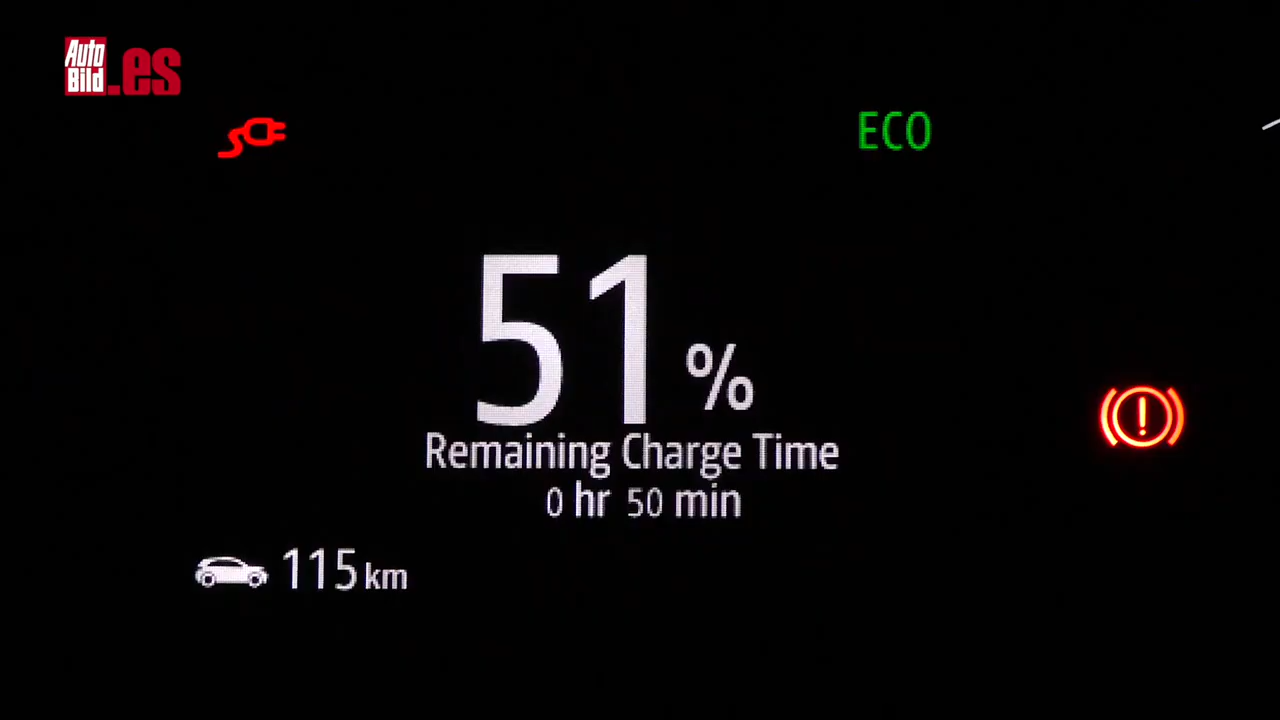 Auto
Bild.es
ECO
51 %
Remaining Charge Time
0 hr 50 min
115 km